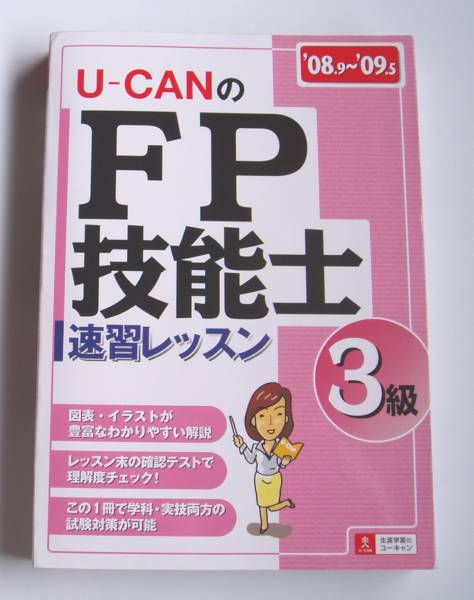 '08.9~'09.5
U-CANの
FP
技能士
速習レッスン
3級
図表・イラストが
豊富なわかりやすい解説
レッスン末の確認テストで
理解度チェック!
この1冊で学科・実技両方の
試験対策が可能
U-CAN
生涯学習の
ユーキャン